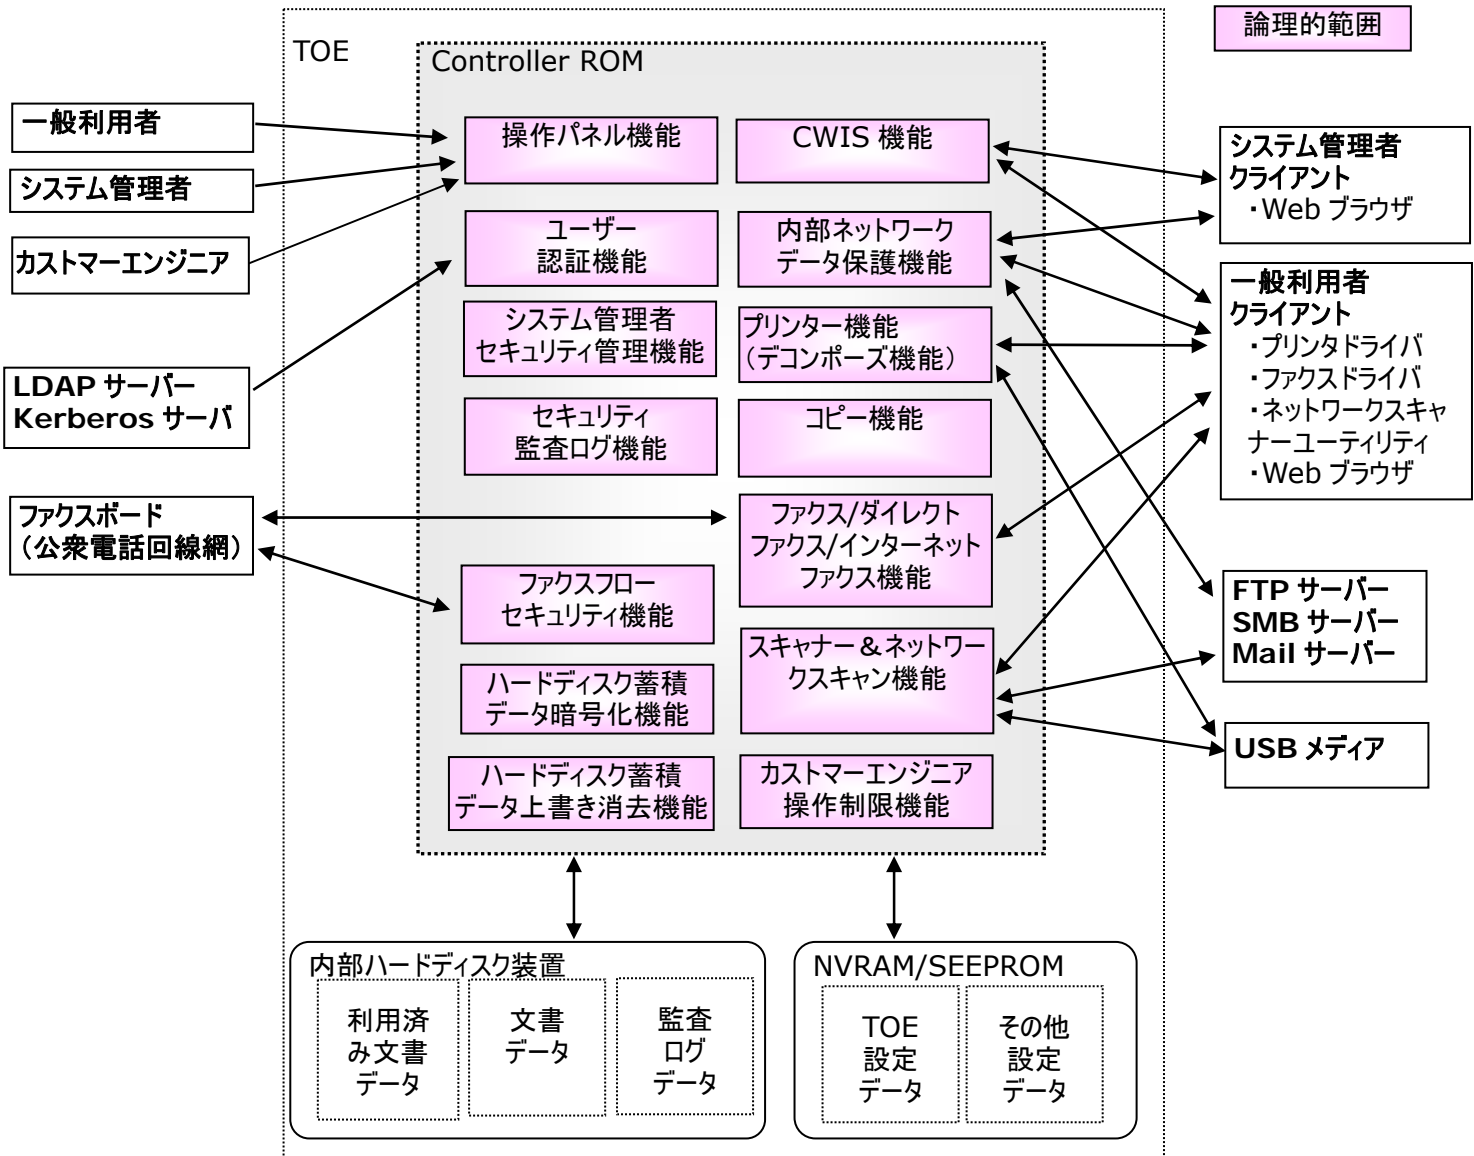 論理的範囲
TOE
Controller ROM
一般利用者
システム管理者
カストマーエンジニア
LDAP サーバー
Kerberos サーバ
ファクスボード
（公衆電話回線網）
操作パネル機能
ユーザー
認証機能
システム管理者
セキュリティ管理機能
セキュリティ
監査ログ機能
ファクスフロー
セキュリティ機能
ハードディスク蓄積
データ暗号化機能
ハードディスク蓄積
データ上書き消去機能
CWIS 機能
内部ネットワーク
データ保護機能
プリンター機能
（デコンポーズ機能）
コピー機能
ファクス/ダイレクト
ファクス/インターネット
ファクス機能
スキャナー＆ネットワー
クスキャン機能
カストマーエンジニア
操作制限機能
システム管理者
クライアント
・Web ブラウザ
一般利用者
クライアント
・プリンタドライバ
・ファクスドライバ
・ネットワークスキャ
ナーユーティリティ
・Web ブラウザ
FTP サーバー
SMB サーバー
Mail サーバー
USB メディア
内部ハードディスク装置
利用済
み文書
データ
文書
データ
監査
ログ
データ
NVRAM/SEEPROM
TOE
設定
データ
その他
設定
データ